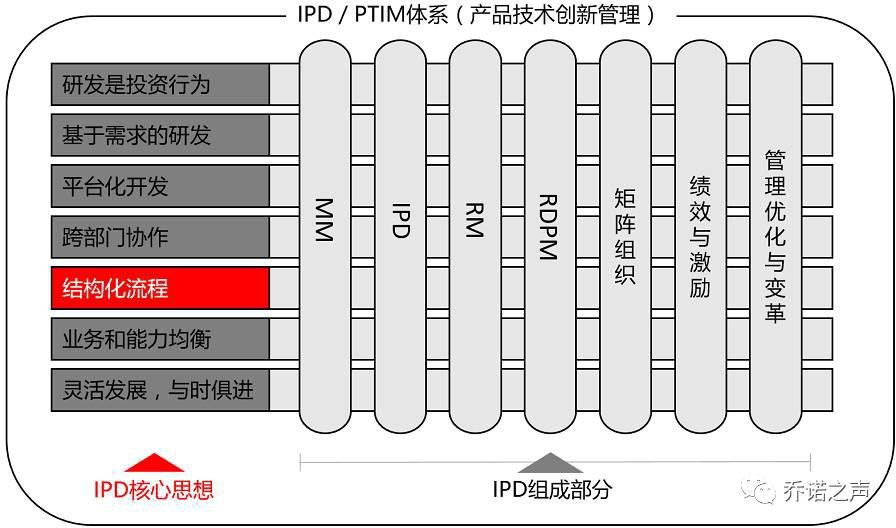 IPD / PTIM体系（产品技术创新管理）
研发是投资行为
基于需求的研发
平台化开发
跨部门协作
结构化流程
业务和能力均衡
灵活发展，与时俱进
MM
IPD
RM
RDPM
矩阵组织
绩效与激励
管理优化与变革
IPD核心思想
IPD组成部分
乔诺之声